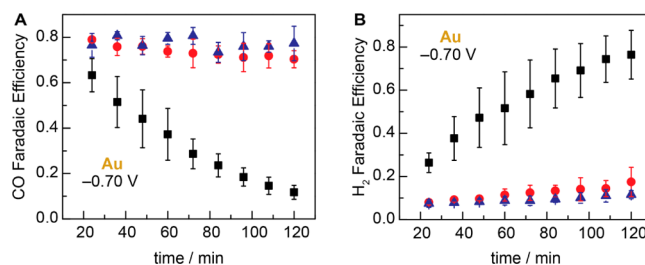 A
CO Faradaic Efficiency
0.8
0.6
0.4
0.2
0.0
Au
–0.70 V
20 40 60 80 100 120
time / min
B
H2 Faradaic Efficiency
0.8
0.6
0.4
0.2
0.0
Au
–0.70 V
20 40 60 80 100 120
time / min